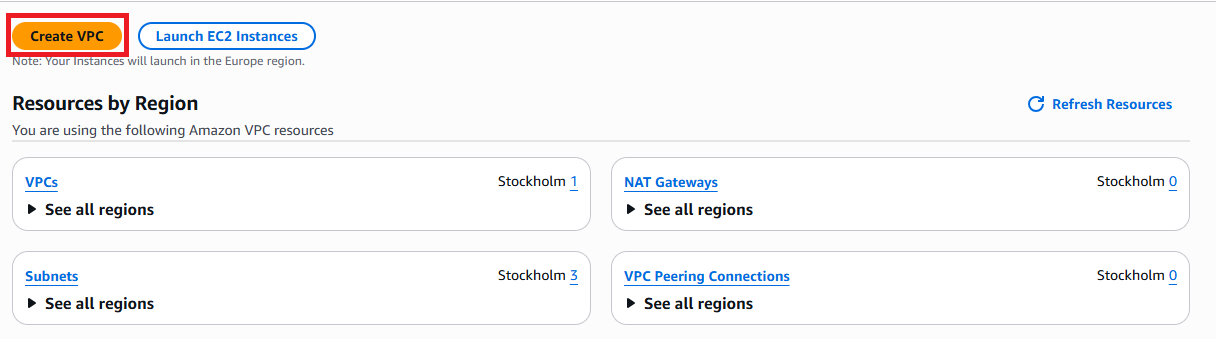 Create VPC
Launch EC2 Instances
Note: Your Instances will launch in the Europe region.
Resources by Region
Refresh Resources
You are using the following Amazon VPC resources
VPCs
Stockholm 1
See all regions
NAT Gateways
Stockholm 0
See all regions
Subnets
Stockholm 3
See all regions
VPC Peering Connections
Stockholm 0
See all regions